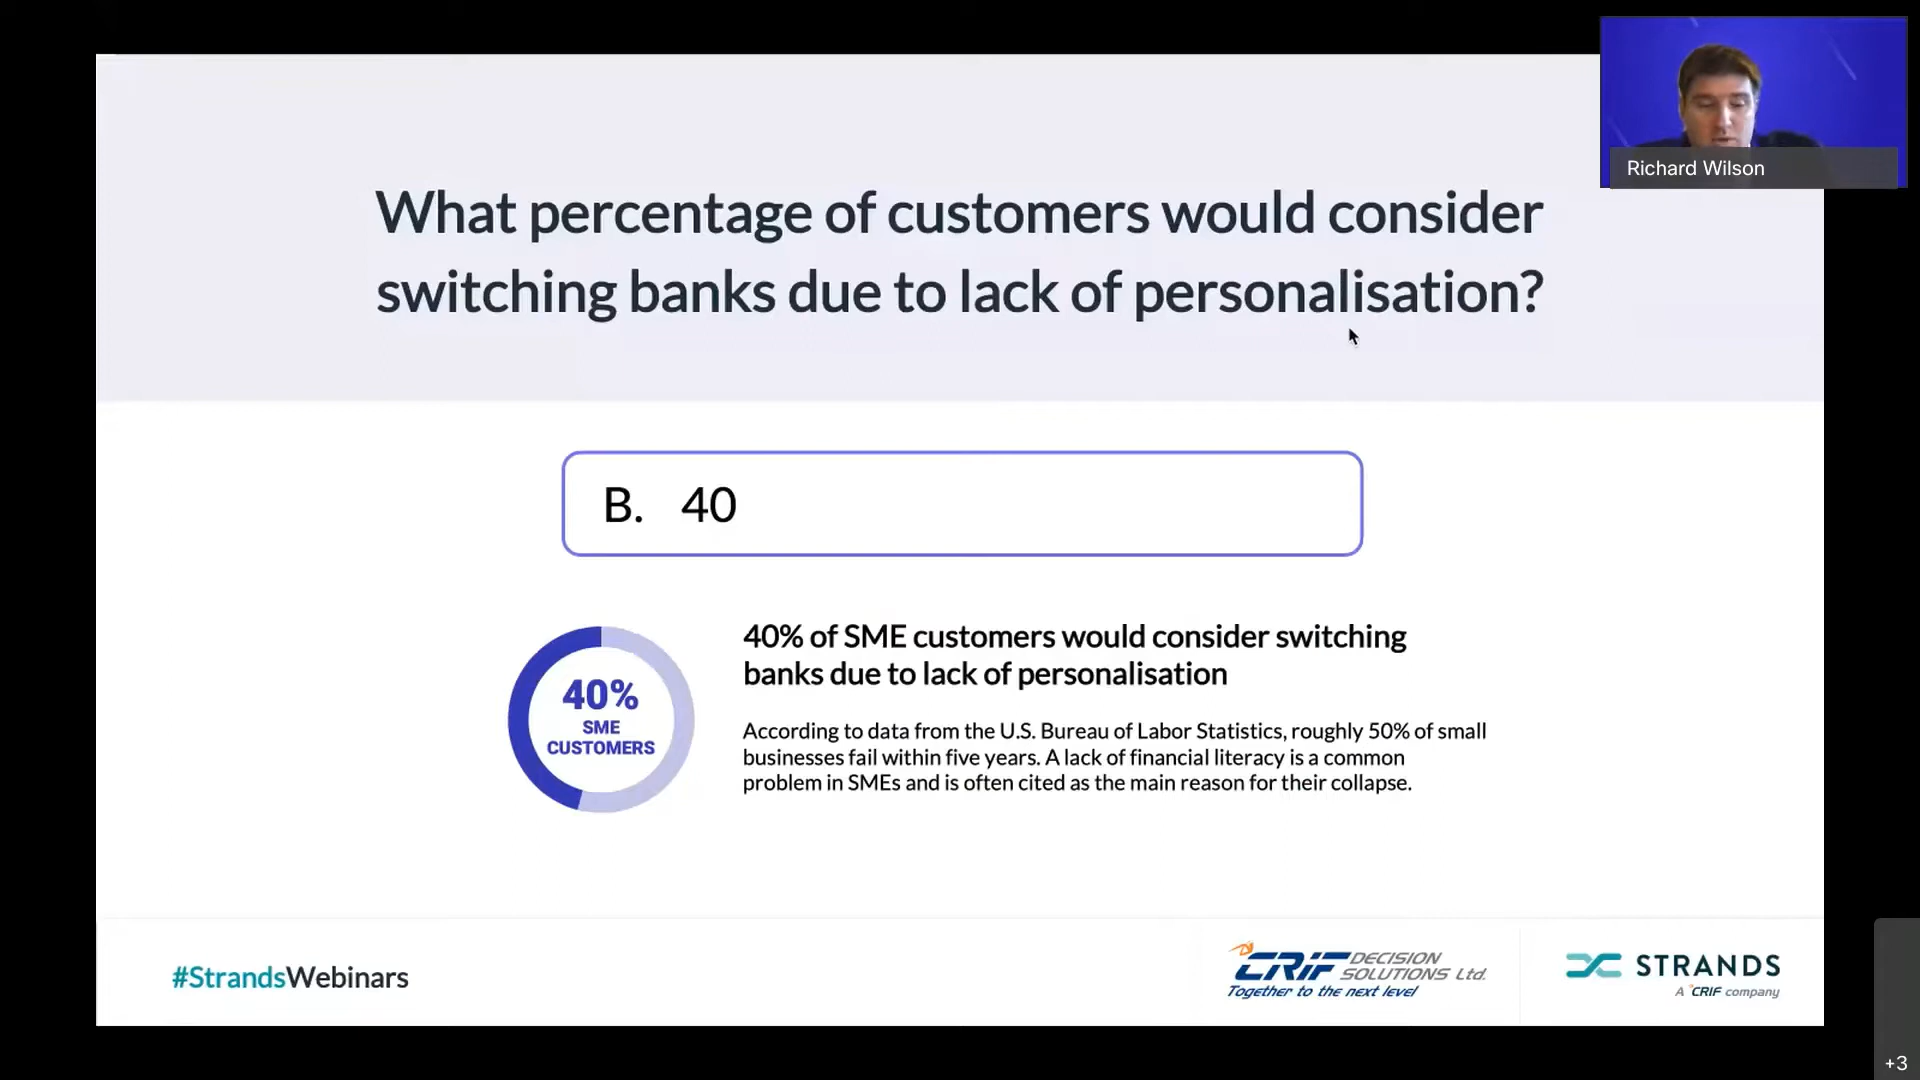 Richard Wilson
What percentage of customers would consider
switching banks due to lack of personalisation?
B. 40
40%
SME
CUSTOMERS
40% of SME customers would consider switching
banks due to lack of personalisation
According to data from the U.S. Bureau of Labor Statistics, roughly 50% of small
businesses fail within five years. A lack of financial literacy is a common
problem in SMEs and is often cited as the main reason for their collapse.
#StrandsWebinars
CRIF DECISION
SOLUTIONS Ltd.
Together to the next level
STRANDS
A CRIF company
+3